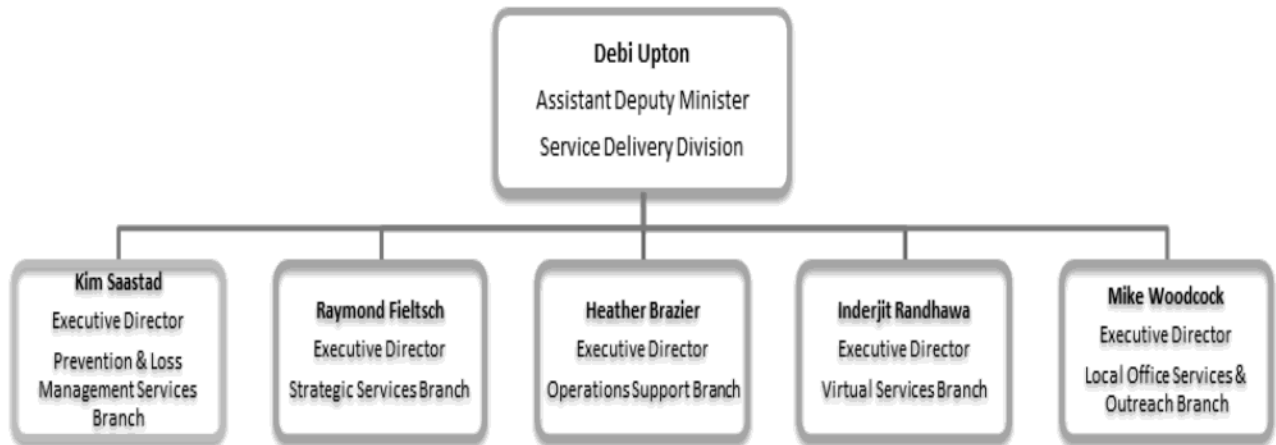 Debi Upton
Assistant Deputy Minister
Service Delivery Division
Kim Saastad
Executive Director
Prevention & Loss
Management Services
Branch
Raymond Fieltsch
Executive Director
Strategic Services Branch
Heather Brazier
Executive Director
Operations Support Branch
Inderjit Randhawa
Executive Director
Virtual Services Branch
Mike Woodcock
Executive Director
Local Office Services &
Outreach Branch